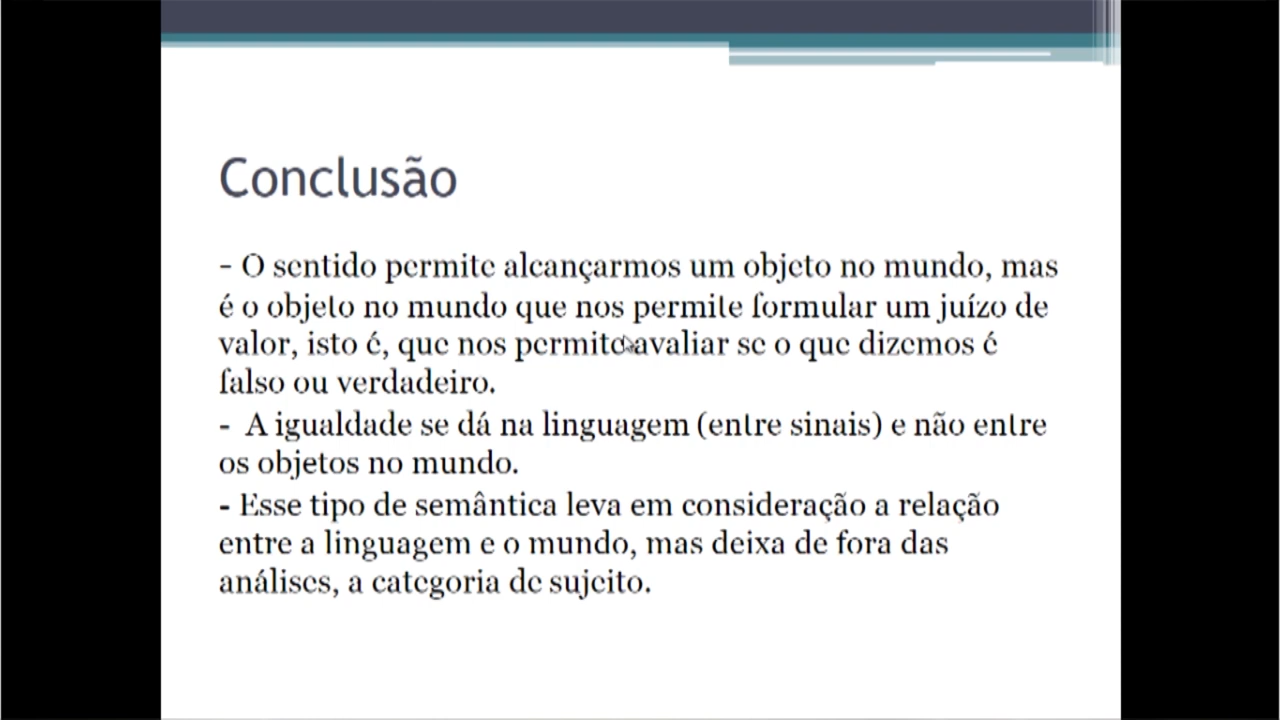 Conclusão
- O sentido permite alcançarmos um objeto no mundo, mas
é o objeto no mundo que nos permite formular um juízo de
valor, isto é, que nos permite avaliar se o que dizemos é
falso ou verdadeiro.
- A igualdade se dá na linguagem (entre sinais) e não entre
os objetos no mundo.
- Esse tipo de semântica leva em consideração a relação
entre a linguagem e o mundo, mas deixa de fora das
análises, a categoria de sujeito.